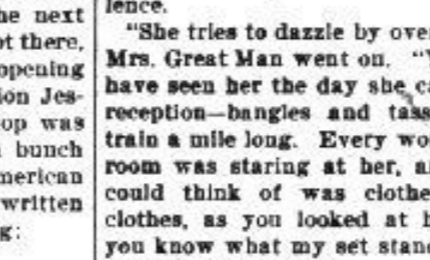 he next
ot there,
opening
ion Jes-
op was
bunch
merican
written
g:
lence.
"She tries to dazzle by over
Mrs. Great Man went on. "Y
have seen her the day she ca
reception—bangles and tass
train a mile long. Every wo
room was staring at her, a
could think of was clothe
clothes, as you looked at h
you know what my set stand